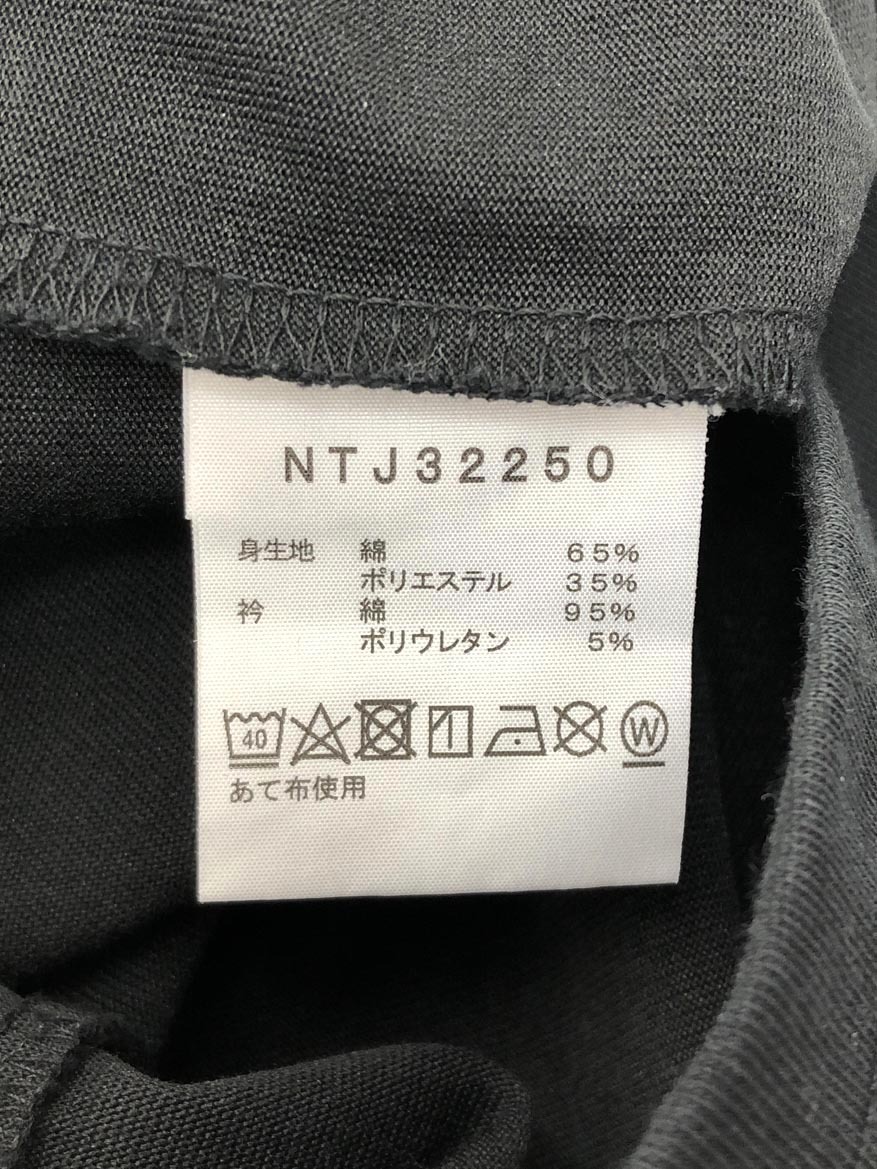 NTJ32250
身生地 綿 65%
ポリエステル 35%
衿 綿 95%
ポリウレタン 5%
40 W
あて布使用